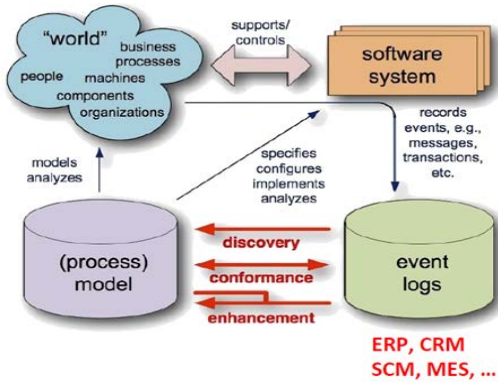 “world”
business
processes
people
machines
components
organizations
supports/
controls
software
system
records
events, e.g.,
messages,
transactions,
etc.
models
analyzes
specifies
configures
implements
analyzes
(process)
model
discovery
conformance
enhancement
event
logs
ERP, CRM
SCM, MES, ...